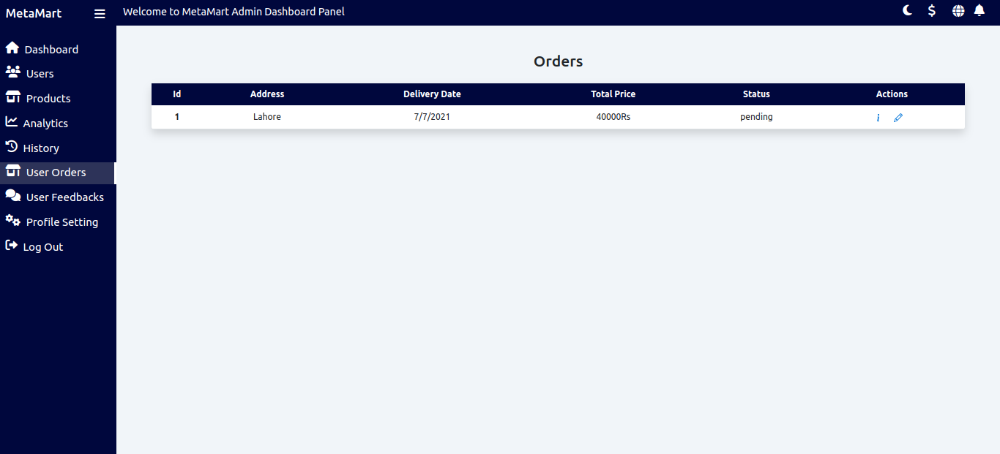 MetaMart
Welcome to MetaMart Admin Dashboard Panel
Dashboard
Users
Products
Analytics
History
User Orders
User Feedbacks
Profile Setting
Log Out
Orders
Id Address Delivery Date Total Price Status Actions
1 Lahore 7/7/2021 40000Rs pending